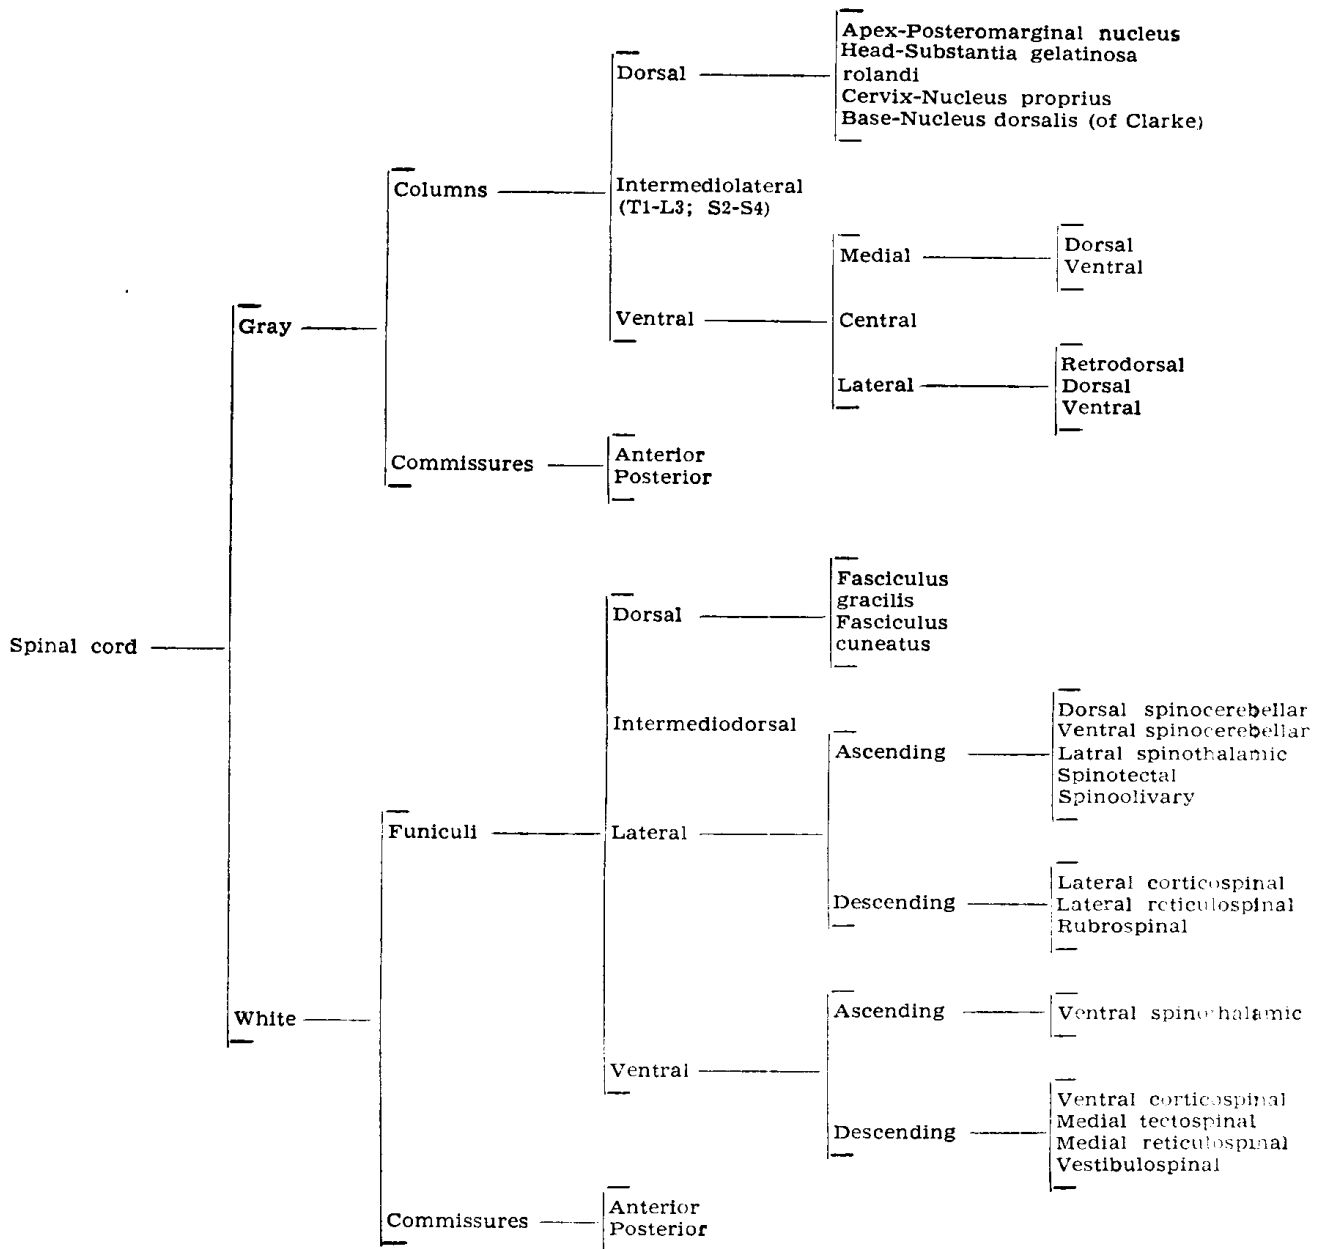 Spinal cord
Gray
Columns
Dorsal
Apex-Posteromarginal nucleus
Head-Substantia gelatinosa
rolandi
Cervix-Nucleus proprius
Base-Nucleus dorsalis (of Clarke)
Intermediolateral
(T1-L3; S2-S4)
Ventral
Medial
Dorsal
Ventral
Central
Lateral
Retrodorsal
Dorsal
Ventral
Commissures
Anterior
Posterior
White
Funiculi
Dorsal
Fasciculus
gracilis
Fasciculus
cuneatus
Intermediodorsal
Lateral
Ascending
Dorsal spinocerebellar
Ventral spinocerebellar
Latral spinothalamic
Spinotectal
Spinoolivary
Descending
Lateral corticospinal
Lateral reticulospinal
Rubrospinal
Ventral
Ascending
Ventral spinothalamic
Descending
Ventral corticospinal
Medial tectospinal
Medial reticulospinal
Vestibulospinal
Commissures
Anterior
Posterior